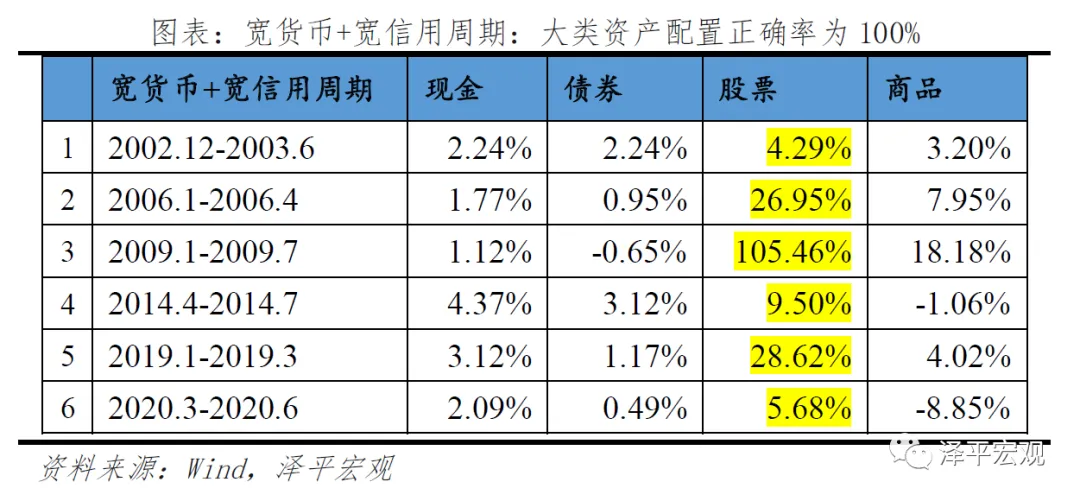 图表：宽货币+宽信用周期：大类资产配置正确率为100%
宽货币+宽信用周期 现金 债券 股票 商品
1 2002.12-2003.6 2.24% 2.24% 4.29% 3.20%
2 2006.1-2006.4 1.77% 0.95% 26.95% 7.95%
3 2009.1-2009.7 1.12% -0.65% 105.46% 18.18%
4 2014.4-2014.7 4.37% 3.12% 9.50% -1.06%
5 2019.1-2019.3 3.12% 1.17% 28.62% 4.02%
6 2020.3-2020.6 2.09% 0.49% 5.68% -8.85%
资料来源：Wind，泽平宏观
泽平宏观